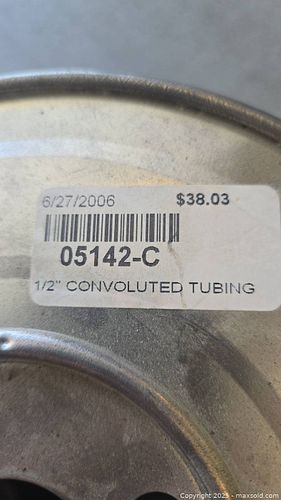 6/27/2006 $38.03
05142-C
1/2" CONVOLUTED TUBING
Copyright 2025 - maxsold.com